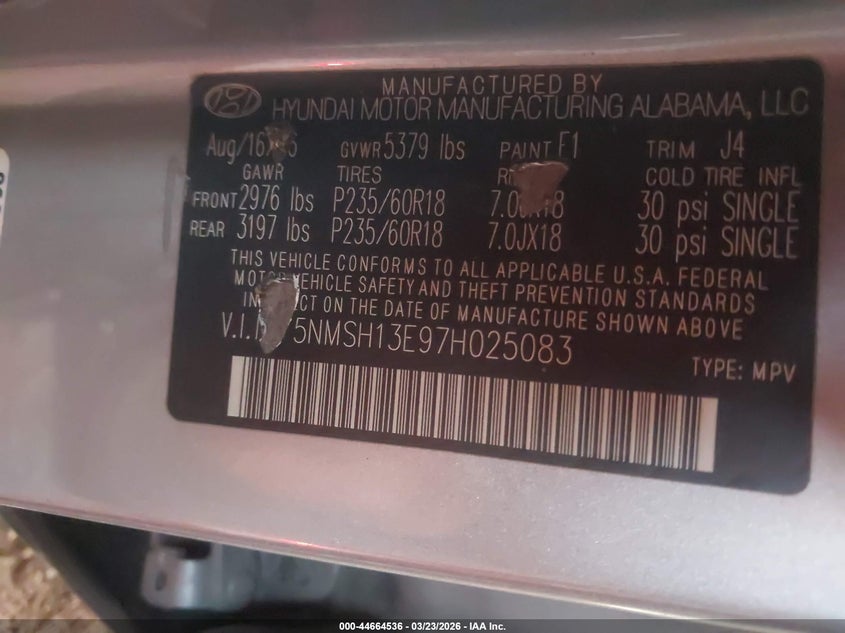 MANUFACTURED BY
HYUNDAI MOTOR MANUFACTURING ALABAMA, LLC
GVWR 5379 lbs PAINT F1 TRIM J4
GAWR TIRES COLD TIRE INFL
FRONT 2976 lbs P235/60R18 30 psi SINGLE
REAR 3197 lbs P235/60R18 7.0JX18 30 psi SINGLE
THIS VEHICLE CONFORMS TO ALL APPLICABLE U.S.A. FEDERAL
MOTOR VEHICLE SAFETY AND THEFT PREVENTION STANDARDS
ON THE DATE OF MANUFACTURE SHOWN ABOVE
5NMSH13E97H025083
TYPE: MPV
000-44664536 - 03/23/2026 - IAA Inc.